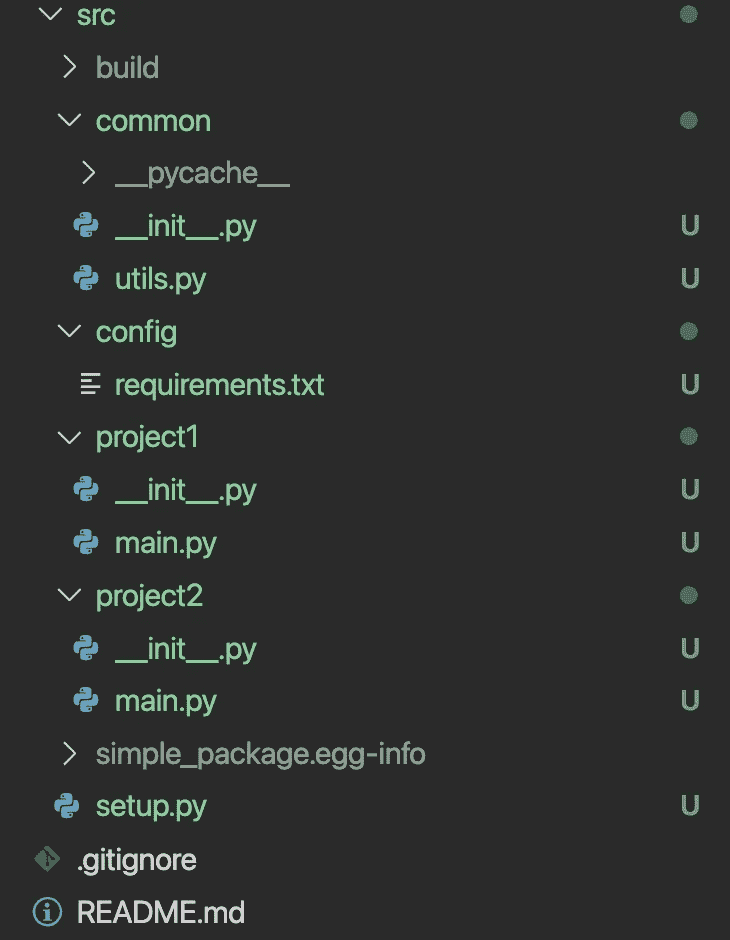 src
build
common
__pycache__
__init__.py U
utils.py U
config
requirements.txt U
project1
__init__.py U
main.py U
project2
__init__.py U
main.py U
simple_package.egg-info
setup.py U
.gitignore
README.md